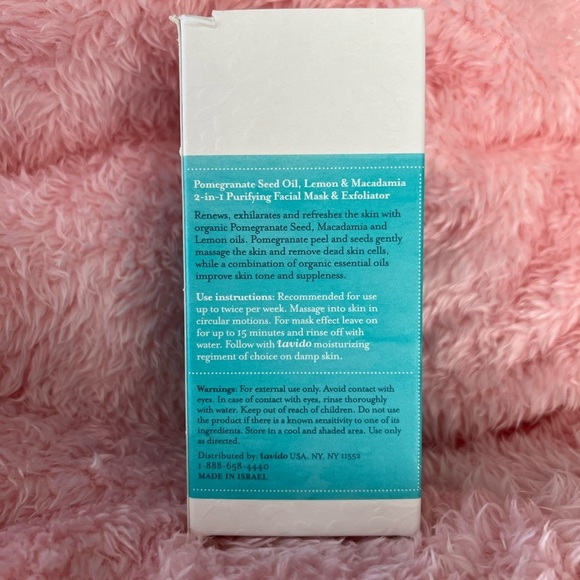 Pomegranate Seed Oil, Lemon & Macadamia
2-in-1 Purifying Facial Mask & Exfoliator
Renews, exhilarates and refreshes the skin with
organic Pomegranate Seed, Macadamia and
Lemon oils. Pomegranate peel and seeds gently
massage the skin and remove dead skin cells,
while a combination of organic essential oils
improve skin tone and suppleness.
Use instructions: Recommended for use
up to twice per week. Massage into skin in
circular motions. For mask effect leave on
for up to 15 minutes and rinse off with
water. Follow with lavido moisturizing
regiment of choice on damp skin.
Warnings: For external use only. Avoid contact with
eyes. In case of contact with eyes, rinse thoroughly
with water. Keep out of reach of children. Do not use
the product if there is a known sensitivity to one of its
ingredients. Store in a cool and shaded area. Use only
as directed.
Distributed by: lavido USA, NY, NY 11552
1-888-658-4440
MADE IN ISRAEL